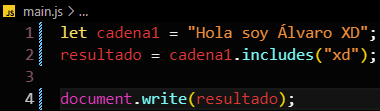 JS main.js > ...
1 let cadena1 = "Hola soy Álvaro XD";
2 resultado = cadena1.includes("xd");
3
4 document.write(resultado);